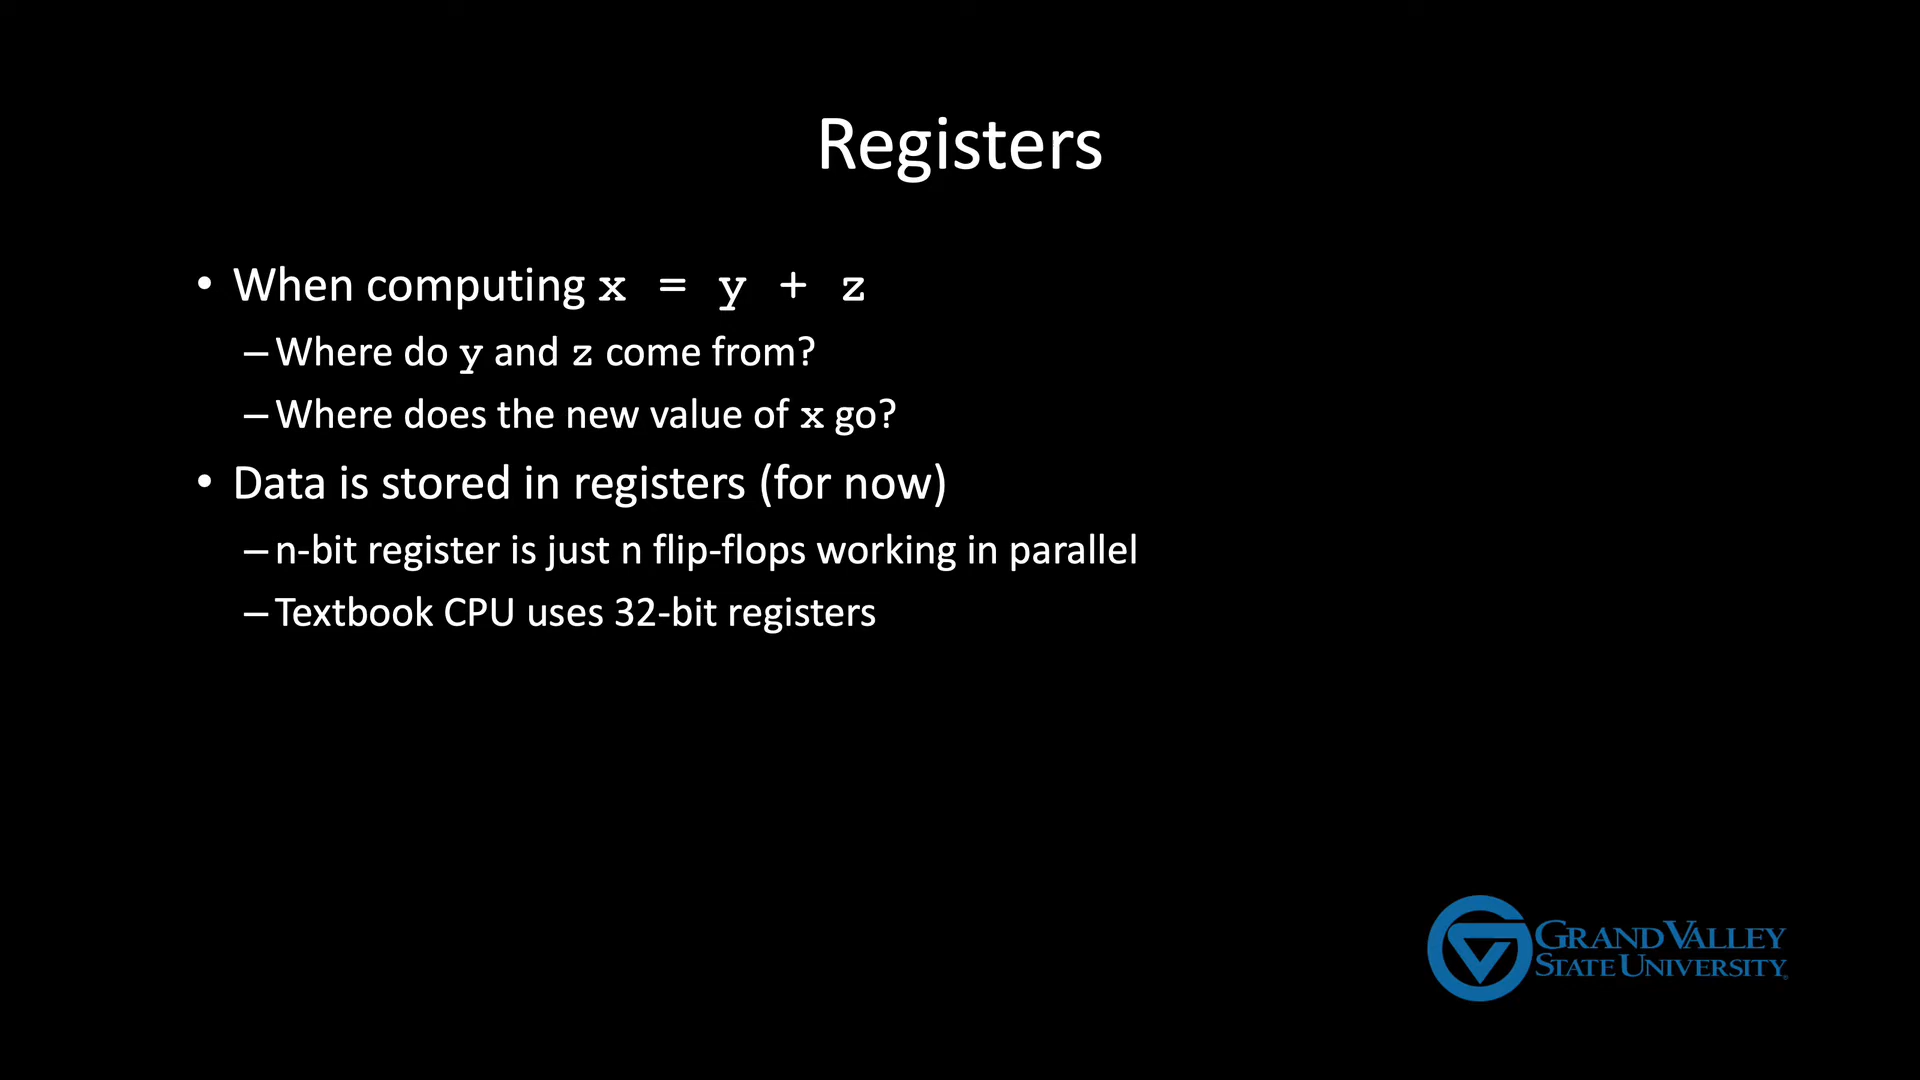 Registers
• When computing x = y + z
–Where do y and z come from?
–Where does the new value of x go?
• Data is stored in registers (for now)
–n-bit register is just n flip-flops working in parallel
–Textbook CPU uses 32-bit registers
GRAND VALLEY
STATE UNIVERSITY